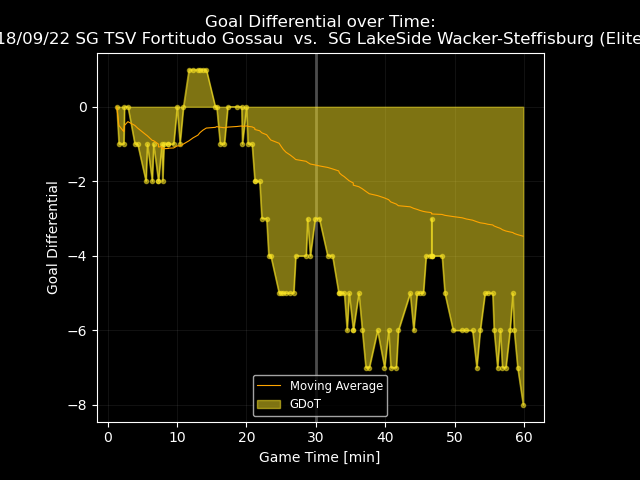 Goal Differential over Time:
18/09/22 SG TSV Fortitudo Gossau  vs.  SG LakeSide Wacker-Steffisburg (Elite
Goal Differential
0
−2
−4
−6
−8
Moving Average
GDoT
0 10 20 30 40 50 60
Game Time [min]